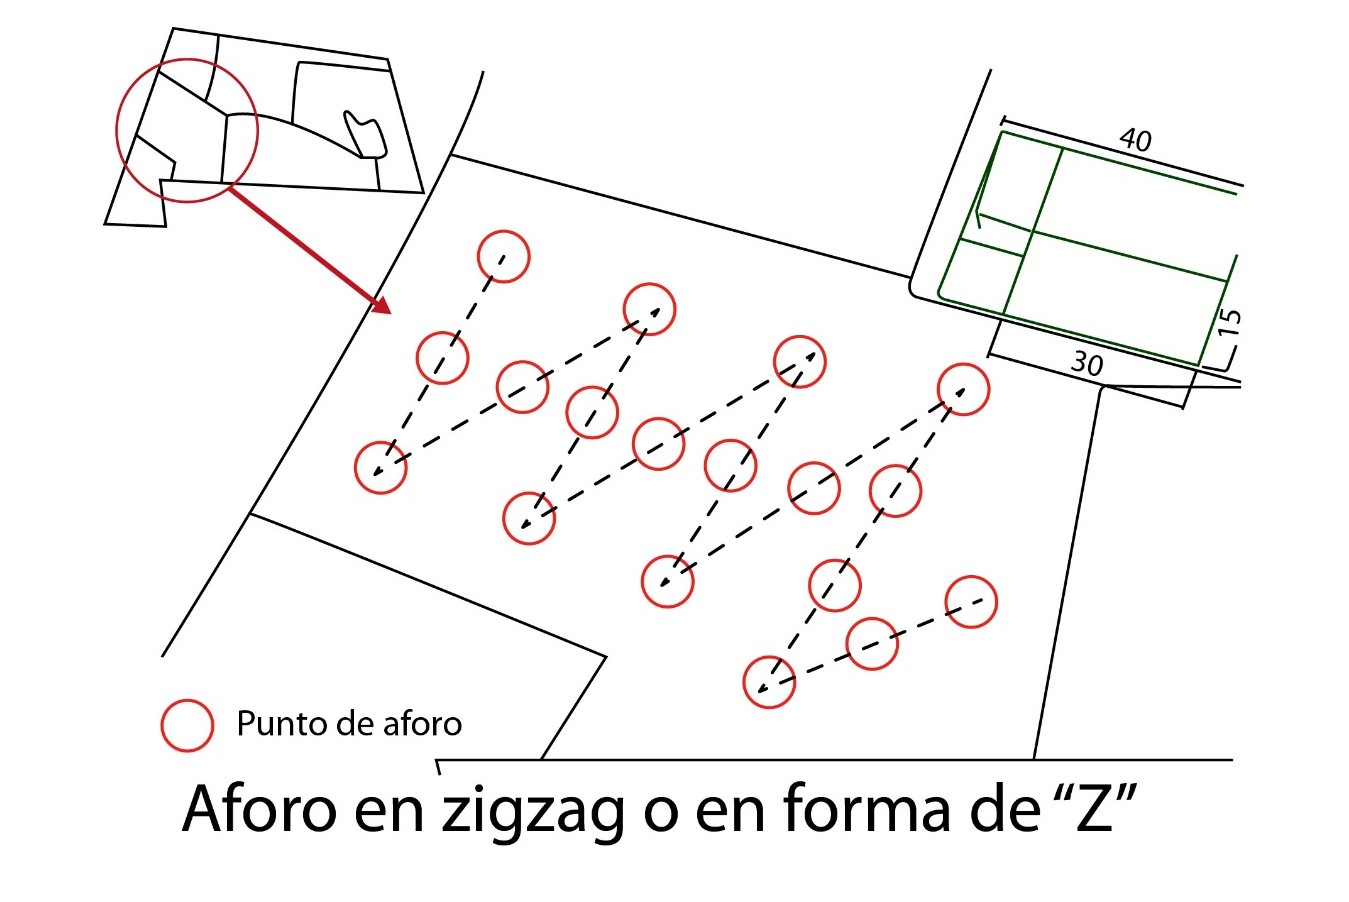 40
15
30
Punto de aforo
Aforo en zigzag o en forma de “Z”